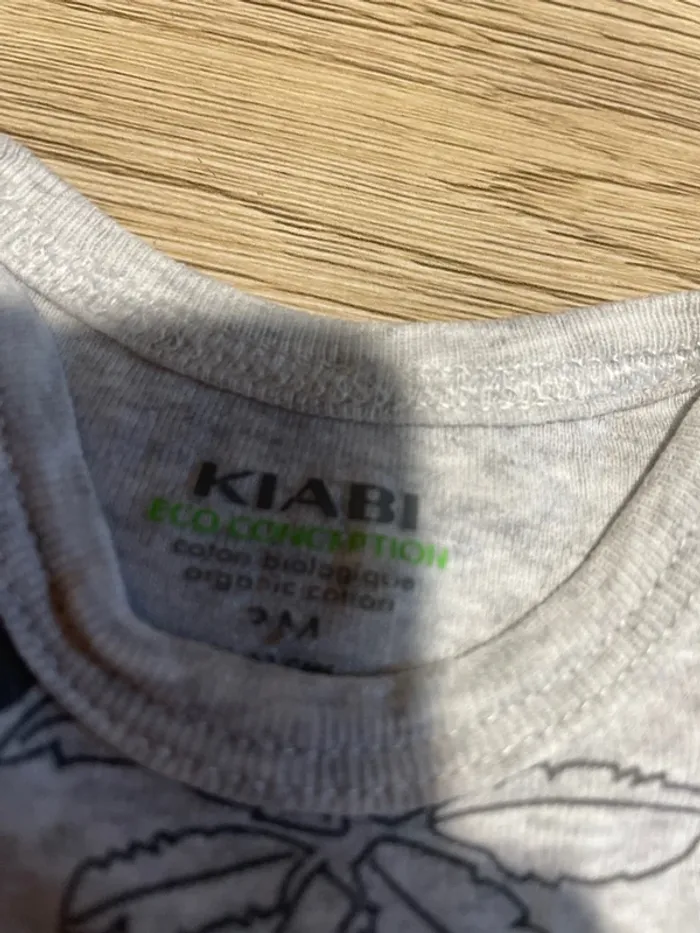 KIABI
ECO-CONCEPTION
coton biologique
organic cotton